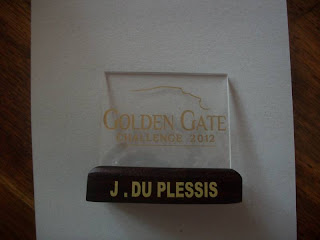 GOLDEN GATE
CHALLENGE 2012
J . DU PLESSIS